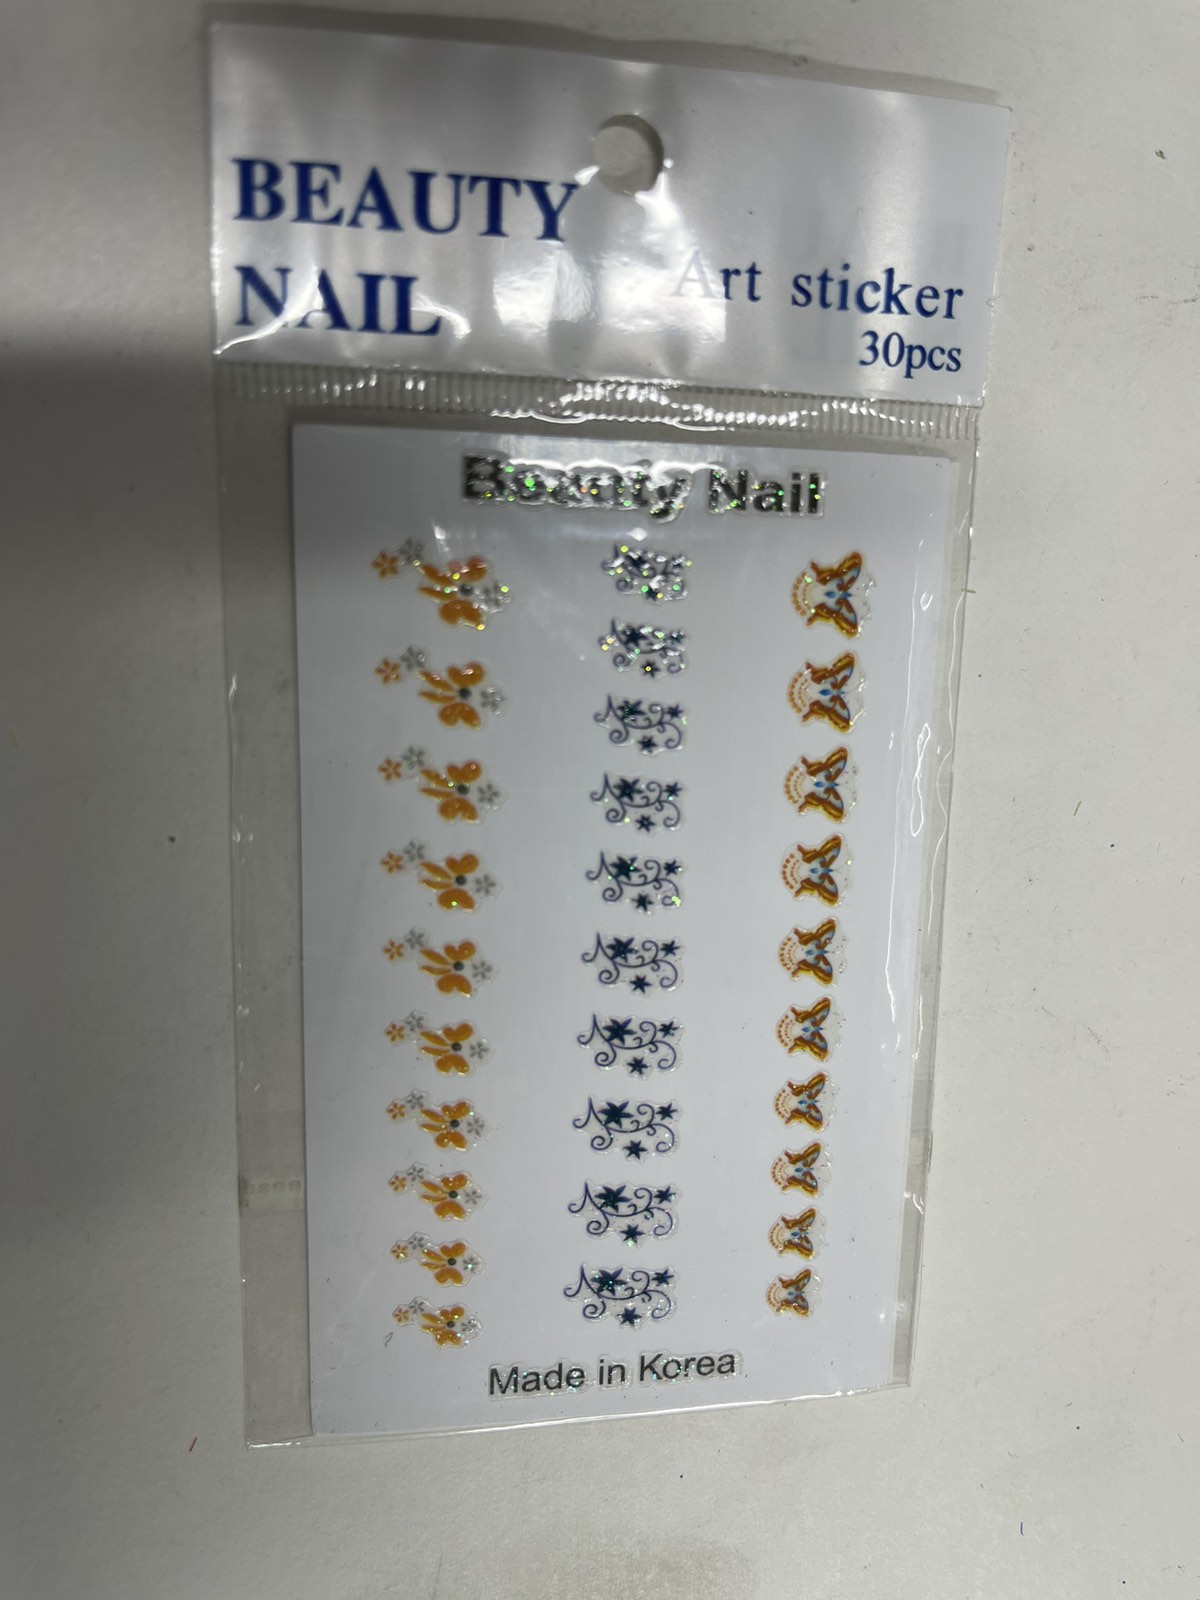 BEAUTY
NAIL
Art sticker
30pcs
Beauty Nail
Made in Korea